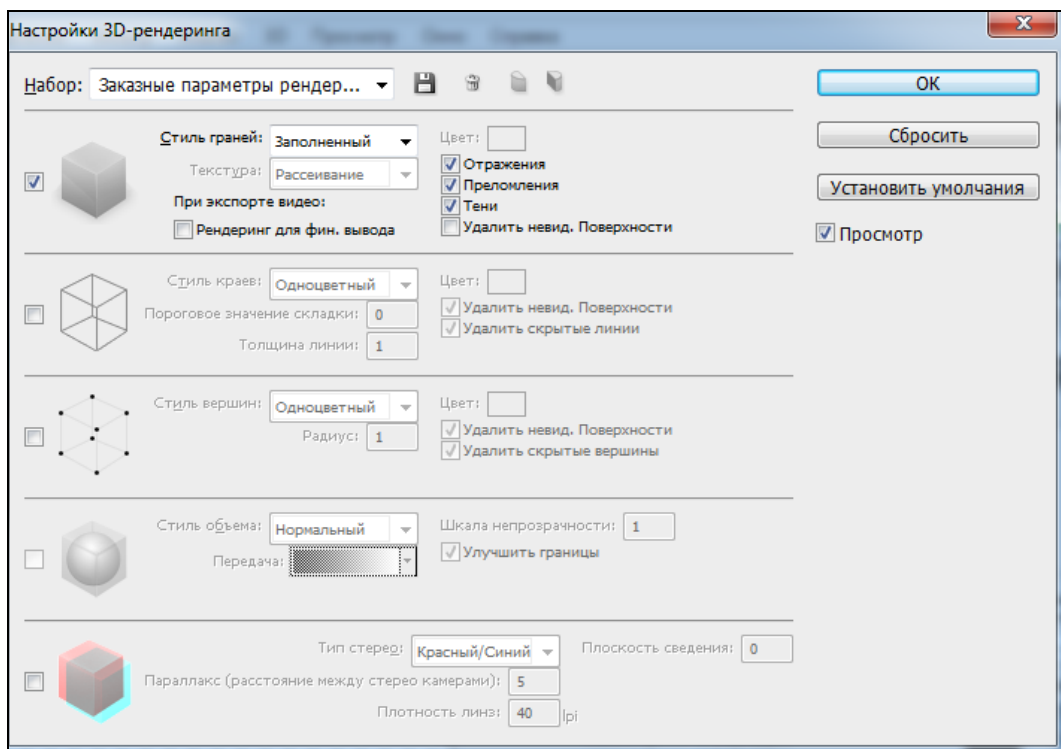 Настройки 3D-рендеринга
3D Просмотр Окно Справка
Набор: Заказные параметры рендер...
OK
Сбросить
Установить умолчания
Просмотр
Стиль граней: Заполненный
Цвет:
Текстура: Рассеивание
Отражения
Преломления
При экспорте видео:
Тени
Рендеринг для фин. вывода
Удалить невид. Поверхности
Стиль краев: Одноцветный
Цвет:
Пороговое значение складки: 0
Удалить невид. Поверхности
Удалить скрытые линии
Толщина линии: 1
Стиль вершин: Одноцветный
Цвет:
Радиус: 1
Удалить невид. Поверхности
Удалить скрытые вершины
Стиль объема: Нормальный
Шкала непрозрачности: 1
Передача:
Улучшить границы
Тип стерео: Красный/Синий
Плоскость сведения: 0
Параллакс (расстояние между стерео камерами): 5
Плотность линз: 40 lpi